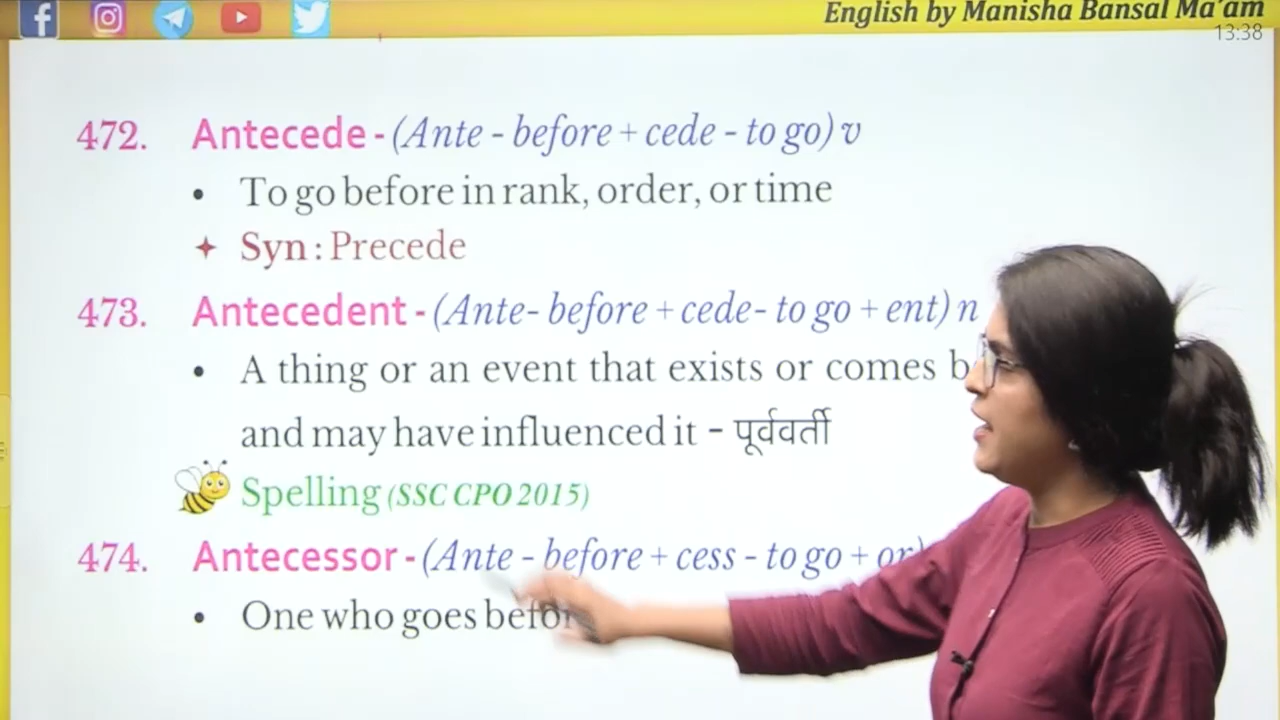 English by Manisha Bansal Ma'am
13:38
472. Antecede - (Ante - before + cede - to go) v
• To go before in rank, order, or time
Syn : Precede
473. Antecedent - (Ante- before + cede- to go + ent) n
• A thing or an event that exists or comes
and may have influenced it - पूर्ववर्ती
Spelling (SSC CPO 2015)
474. Antecessor - (Ante - before + cess - to go + or)
• One who goes